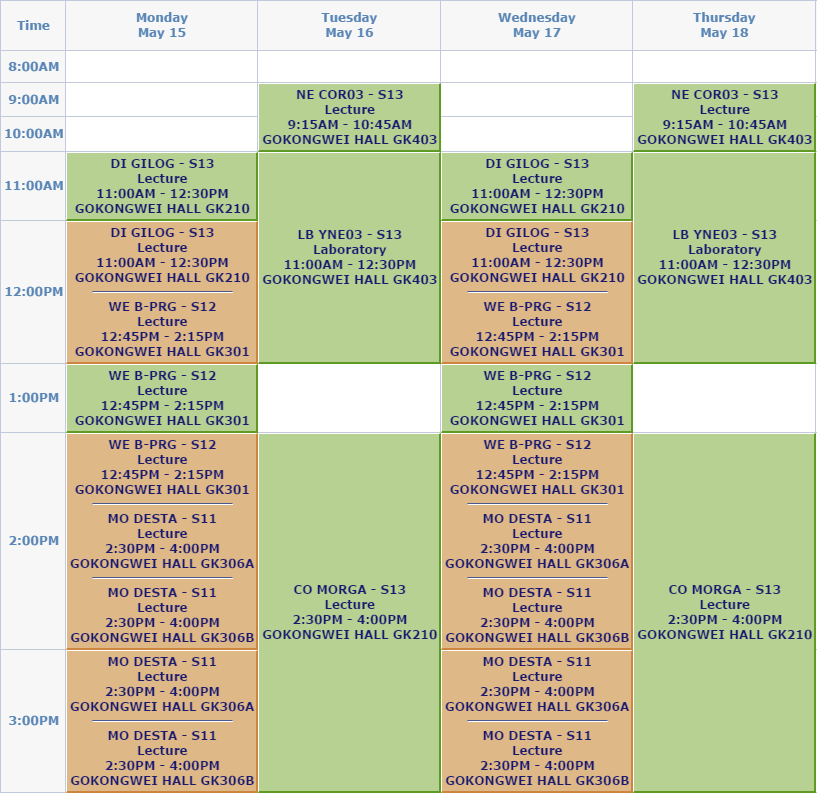 Time
Monday
May 15
Tuesday
May 16
Wednesday
May 17
Thursday
May 18
8:00AM
9:00AM
NE COR03 - S13
Lecture
9:15AM - 10:45AM
GOKONGWEI HALL GK403
NE COR03 - S13
Lecture
9:15AM - 10:45AM
GOKONGWEI HALL GK403
10:00AM
11:00AM
DI GILOG - S13
Lecture
11:00AM - 12:30PM
GOKONGWEI HALL GK210
LB YNE03 - S13
Laboratory
11:00AM - 12:30PM
GOKONGWEI HALL GK403
DI GILOG - S13
Lecture
11:00AM - 12:30PM
GOKONGWEI HALL GK210
LB YNE03 - S13
Laboratory
11:00AM - 12:30PM
GOKONGWEI HALL GK403
12:00PM
DI GILOG - S13
Lecture
11:00AM - 12:30PM
GOKONGWEI HALL GK210
WE B-PRG - S12
Lecture
12:45PM - 2:15PM
GOKONGWEI HALL GK301
DI GILOG - S13
Lecture
11:00AM - 12:30PM
GOKONGWEI HALL GK210
WE B-PRG - S12
Lecture
12:45PM - 2:15PM
GOKONGWEI HALL GK301
1:00PM
WE B-PRG - S12
Lecture
12:45PM - 2:15PM
GOKONGWEI HALL GK301
WE B-PRG - S12
Lecture
12:45PM - 2:15PM
GOKONGWEI HALL GK301
2:00PM
WE B-PRG - S12
Lecture
12:45PM - 2:15PM
GOKONGWEI HALL GK301
MO DESTA - S11
Lecture
2:30PM - 4:00PM
GOKONGWEI HALL GK306A
MO DESTA - S11
Lecture
2:30PM - 4:00PM
GOKONGWEI HALL GK306B
CO MORGA - S13
Lecture
2:30PM - 4:00PM
GOKONGWEI HALL GK210
WE B-PRG - S12
Lecture
12:45PM - 2:15PM
GOKONGWEI HALL GK301
MO DESTA - S11
Lecture
2:30PM - 4:00PM
GOKONGWEI HALL GK306A
MO DESTA - S11
Lecture
2:30PM - 4:00PM
GOKONGWEI HALL GK306B
CO MORGA - S13
Lecture
2:30PM - 4:00PM
GOKONGWEI HALL GK210
3:00PM
MO DESTA - S11
Lecture
2:30PM - 4:00PM
GOKONGWEI HALL GK306A
MO DESTA - S11
Lecture
2:30PM - 4:00PM
GOKONGWEI HALL GK306B
MO DESTA - S11
Lecture
2:30PM - 4:00PM
GOKONGWEI HALL GK306A
MO DESTA - S11
Lecture
2:30PM - 4:00PM
GOKONGWEI HALL GK306B